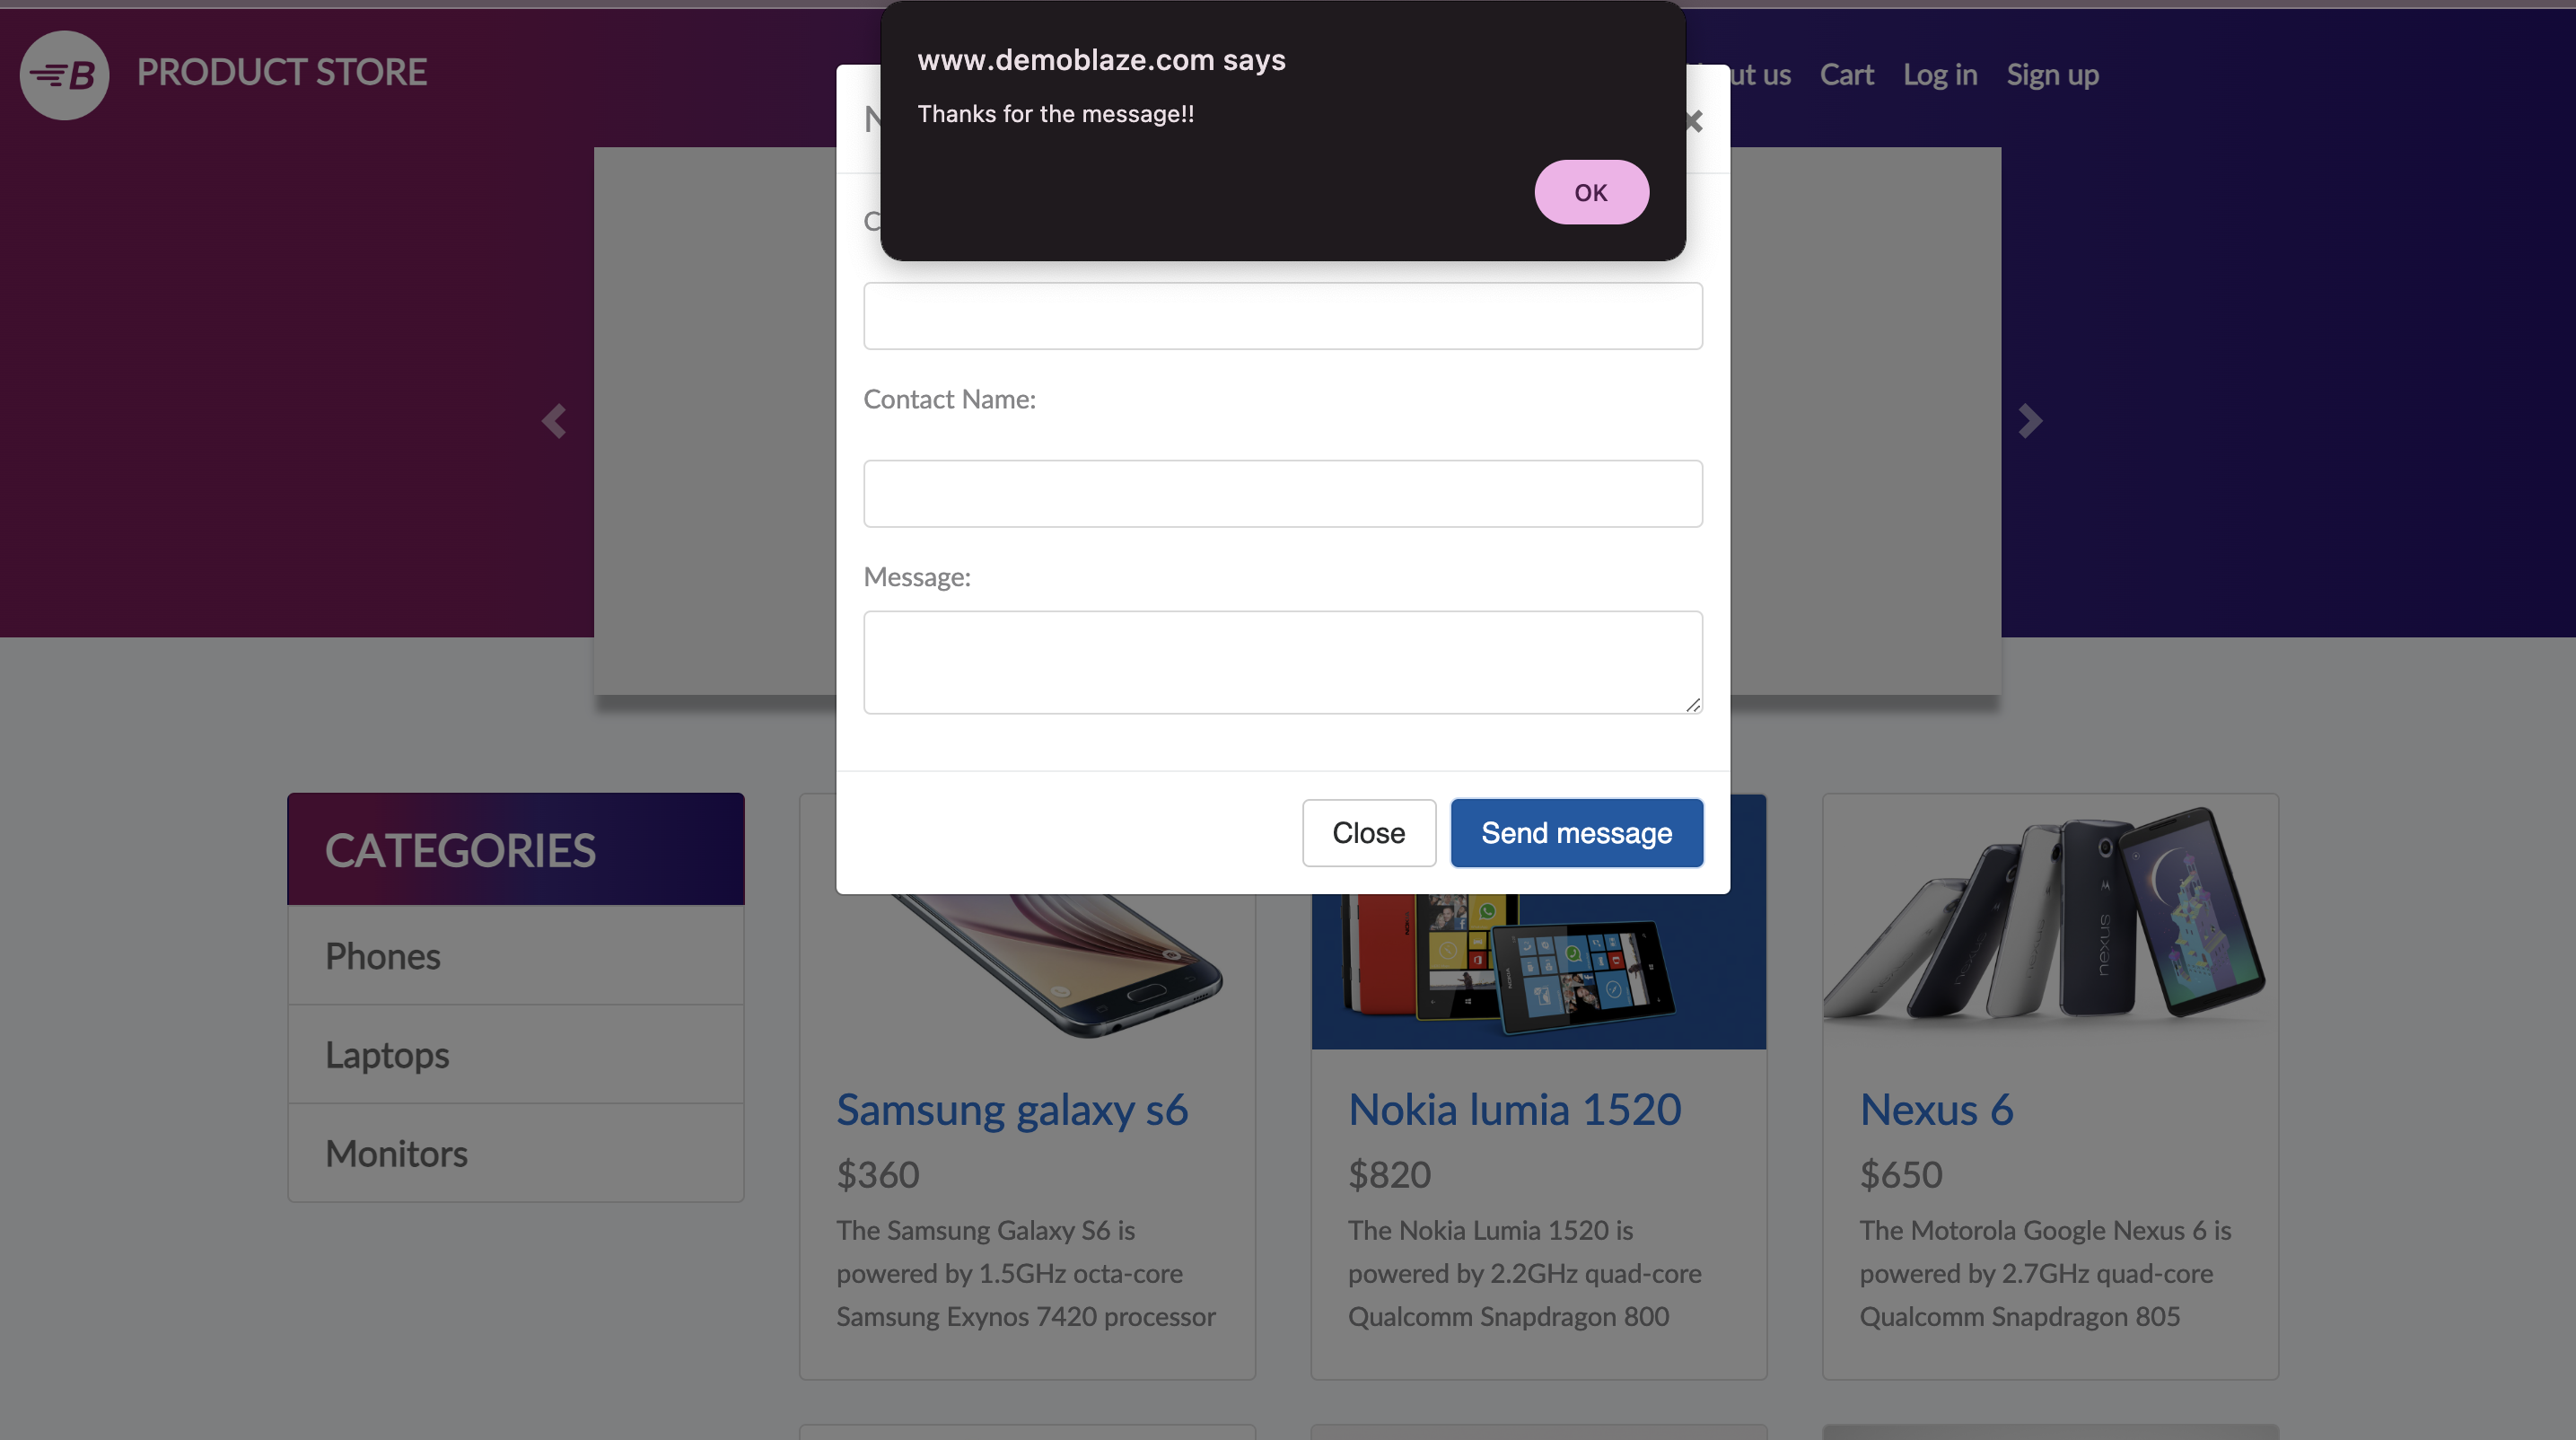 PRODUCT STORE
www.demoblaze.com says
Thanks for the message!!
OK
ut us Cart Log in Sign up
Contact Name:
Message:
Close Send message
CATEGORIES
Phones
Laptops
Monitors
Samsung galaxy s6
$360
The Samsung Galaxy S6 is
powered by 1.5GHz octa-core
Samsung Exynos 7420 processor
Nokia lumia 1520
$820
The Nokia Lumia 1520 is
powered by 2.2GHz quad-core
Qualcomm Snapdragon 800
nexus
Nexus 6
$650
The Motorola Google Nexus 6 is
powered by 2.7GHz quad-core
Qualcomm Snapdragon 805